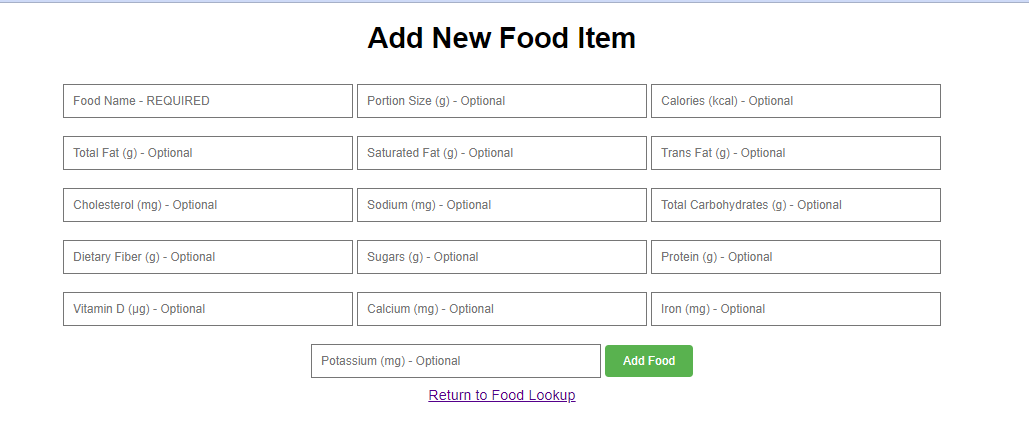 Add New Food Item
Food Name - REQUIRED Portion Size (g) - Optional Calories (kcal) - Optional
Total Fat (g) - Optional Saturated Fat (g) - Optional Trans Fat (g) - Optional
Cholesterol (mg) - Optional Sodium (mg) - Optional Total Carbohydrates (g) - Optional
Dietary Fiber (g) - Optional Sugars (g) - Optional Protein (g) - Optional
Vitamin D (µg) - Optional Calcium (mg) - Optional Iron (mg) - Optional
Potassium (mg) - Optional Add Food
Return to Food Lookup